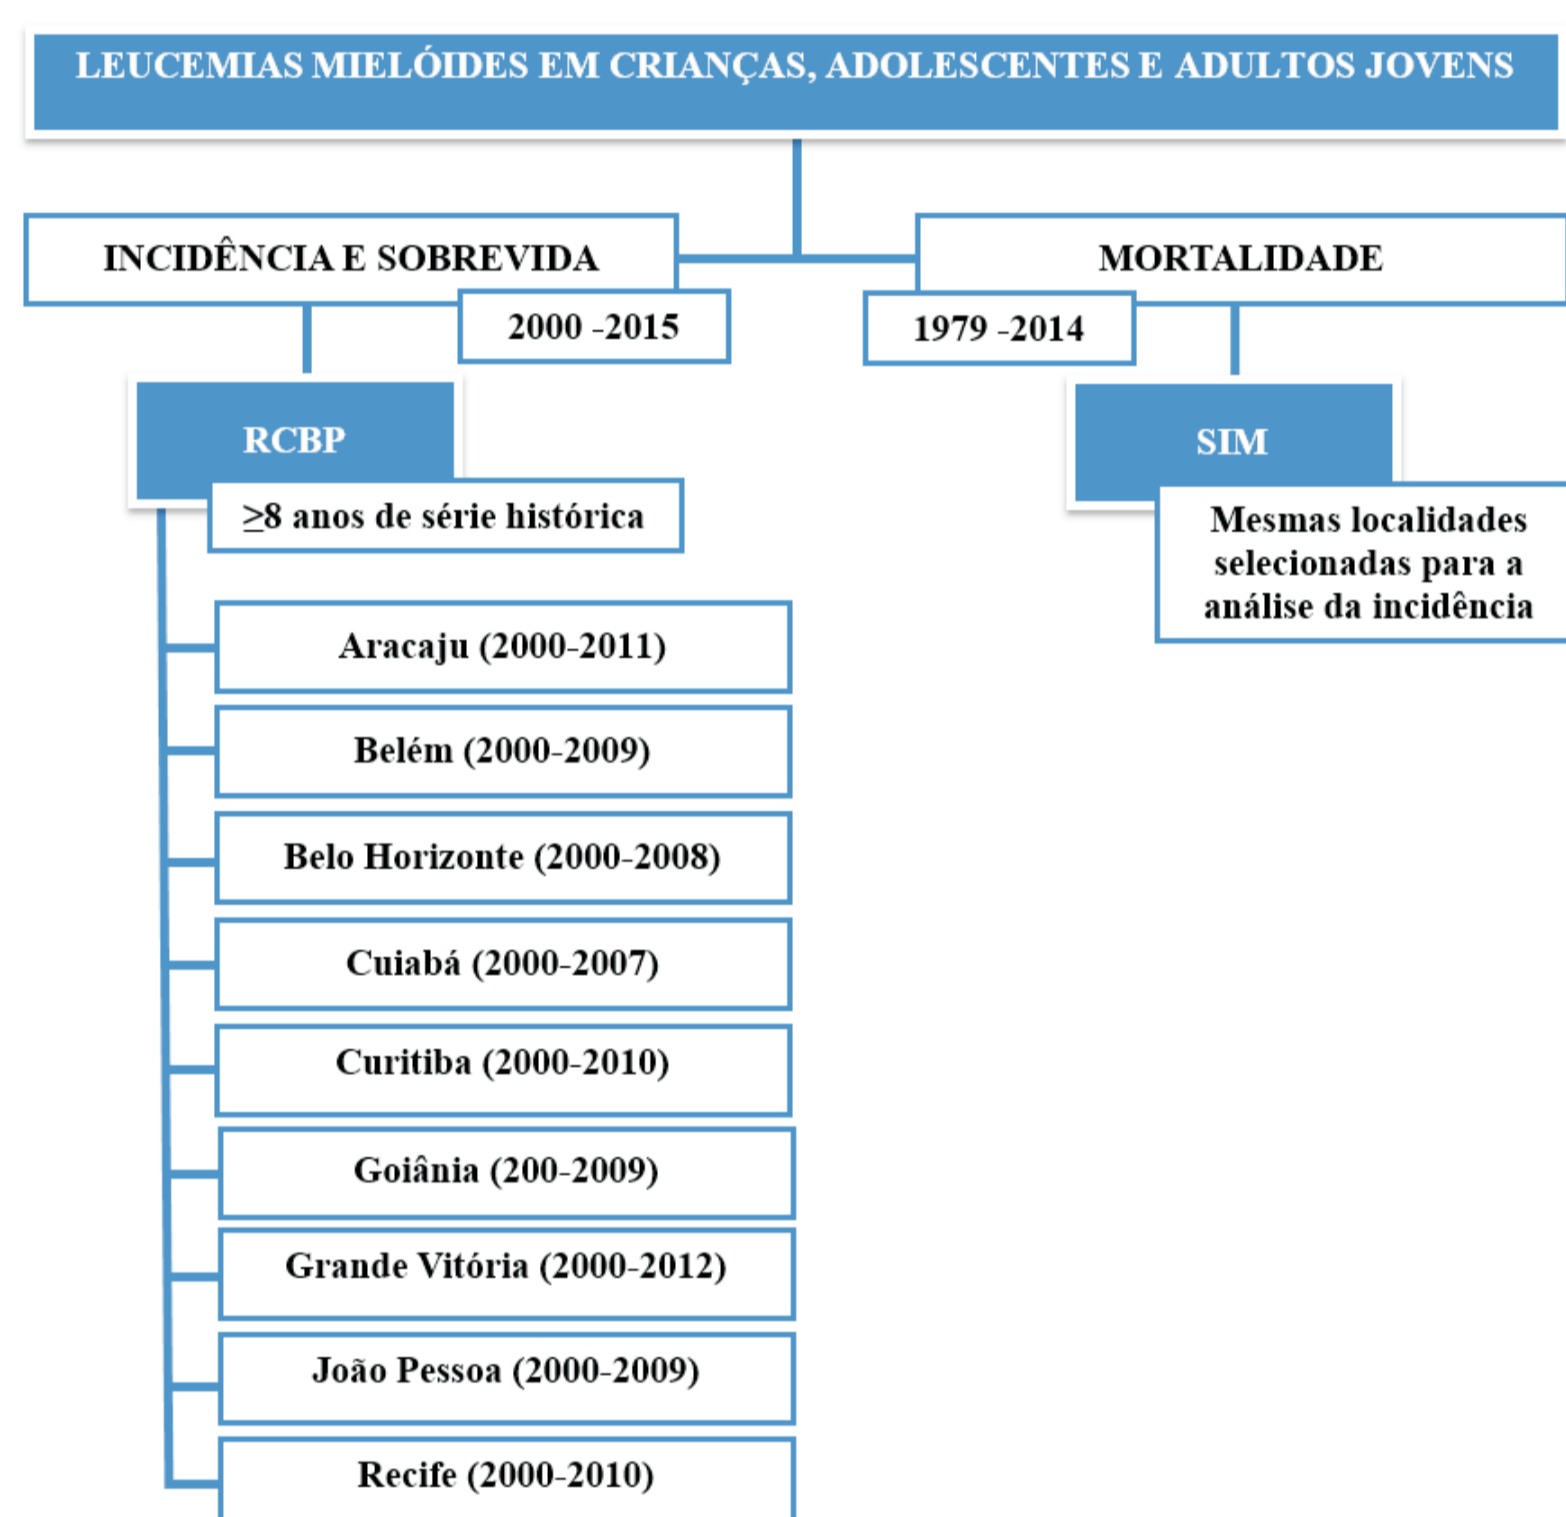 LEUCEMIAS MIELÓIDES EM CRIANÇAS, ADOLESCENTES E ADULTOS JOVENS
INCIDÊNCIA E SOBREVIDA
2000 -2015
MORTALIDADE
1979 -2014
RCBP
≥8 anos de série histórica
SIM
Mesmas localidades
selecionadas para a
análise da incidência
Aracaju (2000-2011)
Belém (2000-2009)
Belo Horizonte (2000-2008)
Cuiabá (2000-2007)
Curitiba (2000-2010)
Goiânia (200-2009)
Grande Vitória (2000-2012)
João Pessoa (2000-2009)
Recife (2000-2010)